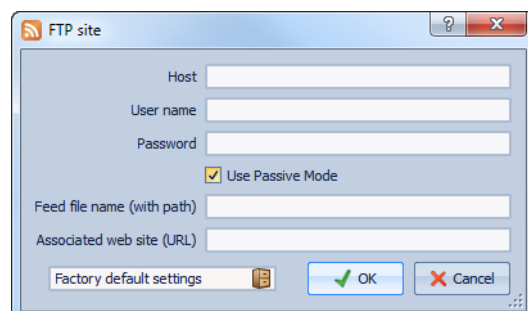 FTP site
?
Host
User name
Password
Use Passive Mode
Feed file name (with path)
Associated web site (URL)
Factory default settings
OK
Cancel